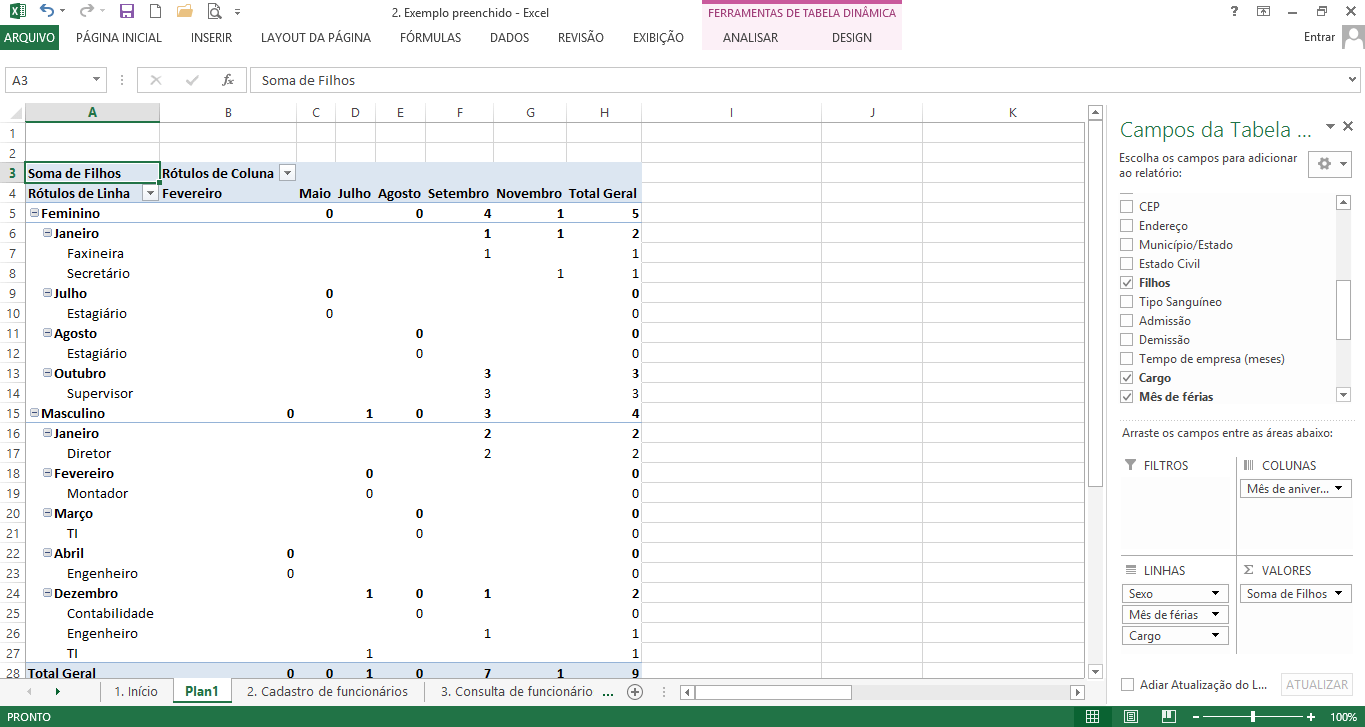 2. Exemplo preenchido - Excel
FERRAMENTAS DE TABELA DINÂMICA
?
ARQUIVO PÁGINA INICIAL INSERIR LAYOUT DA PÁGINA FÓRMULAS DADOS REVISÃO EXIBIÇÃO ANALISAR DESIGN Entrar
A3 fx Soma de Filhos
A B C D E F G H I J K
1
2
3 Soma de Filhos Rótulos de Coluna
4 Rótulos de Linha Fevereiro Maio Julho Agosto Setembro Novembro Total Geral
5 Feminino 0 0 4 1 5
6 Janeiro 1 1 2
7 Faxineira 1 1
8 Secretário 1 1
9 Julho 0 0
10 Estagiário 0 0
11 Agosto 0 0
12 Estagiário 0 0
13 Outubro 3 3
14 Supervisor 3 3
15 Masculino 0 1 0 3 4
16 Janeiro 2 2
17 Diretor 2 2
18 Fevereiro 0 0
19 Montador 0 0
20 Março 0 0
21 TI 0 0
22 Abril 0 0
23 Engenheiro 0 0
24 Dezembro 1 0 1 2
25 Contabilidade 0 0
26 Engenheiro 1 1
27 TI 1 1
28 Total Geral 0 0 1 0 7 1 9
Campos da Tabela ...
Escolha os campos para adicionar
ao relatório:
CEP
Endereço
Município/Estado
Estado Civil
Filhos
Tipo Sanguíneo
Admissão
Demissão
Tempo de empresa (meses)
Cargo
Mês de férias
Arraste os campos entre as áreas abaixo:
FILTROS
COLUNAS
Mês de aniver...
LINHAS
Sexo
Mês de férias
Cargo
Σ VALORES
Soma de Filhos
Adiar Atualização do L... ATUALIZAR
1. Início Plan1 2. Cadastro de funcionários 3. Consulta de funcionário ...
PRONTO 100%